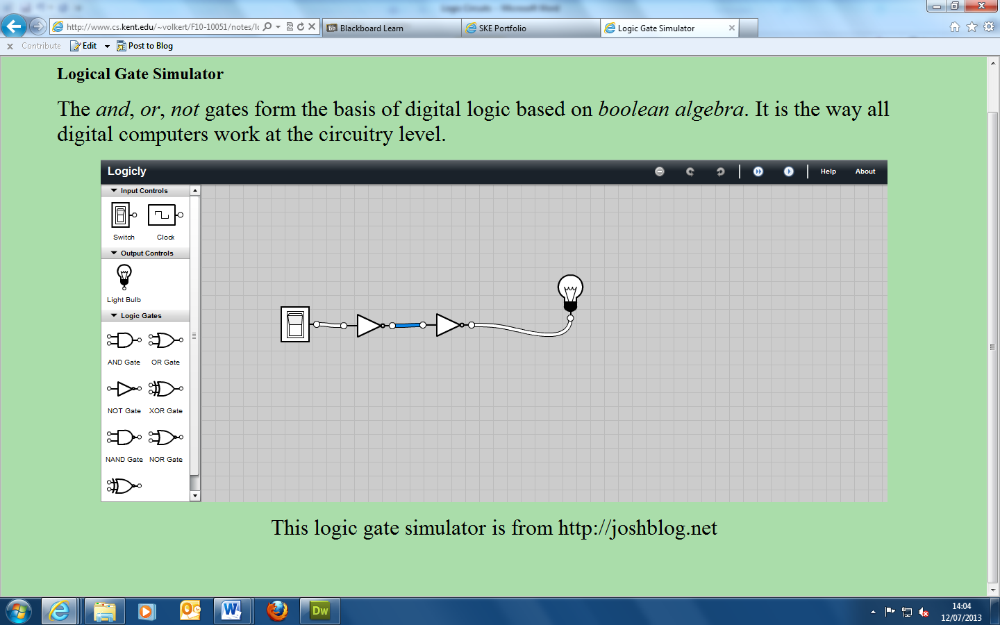 Logic Circuits - Microsoft Word
http://www.cs.kent.edu/~volkert/F10-10051/notes/l
Blackboard Learn
SKE Portfolio
Logic Gate Simulator
x Contribute
Edit
Post to Blog
Logical Gate Simulator
The and, or, not gates form the basis of digital logic based on boolean algebra. It is the way all
digital computers work at the circuitry level.
Logicly
Help
About
Input Controls
Switch
Clock
Output Controls
Light Bulb
Logic Gates
AND Gate
OR Gate
NOT Gate
XOR Gate
NAND Gate
NOR Gate
This logic gate simulator is from http://joshblog.net
Dw
14:04
12/07/2013